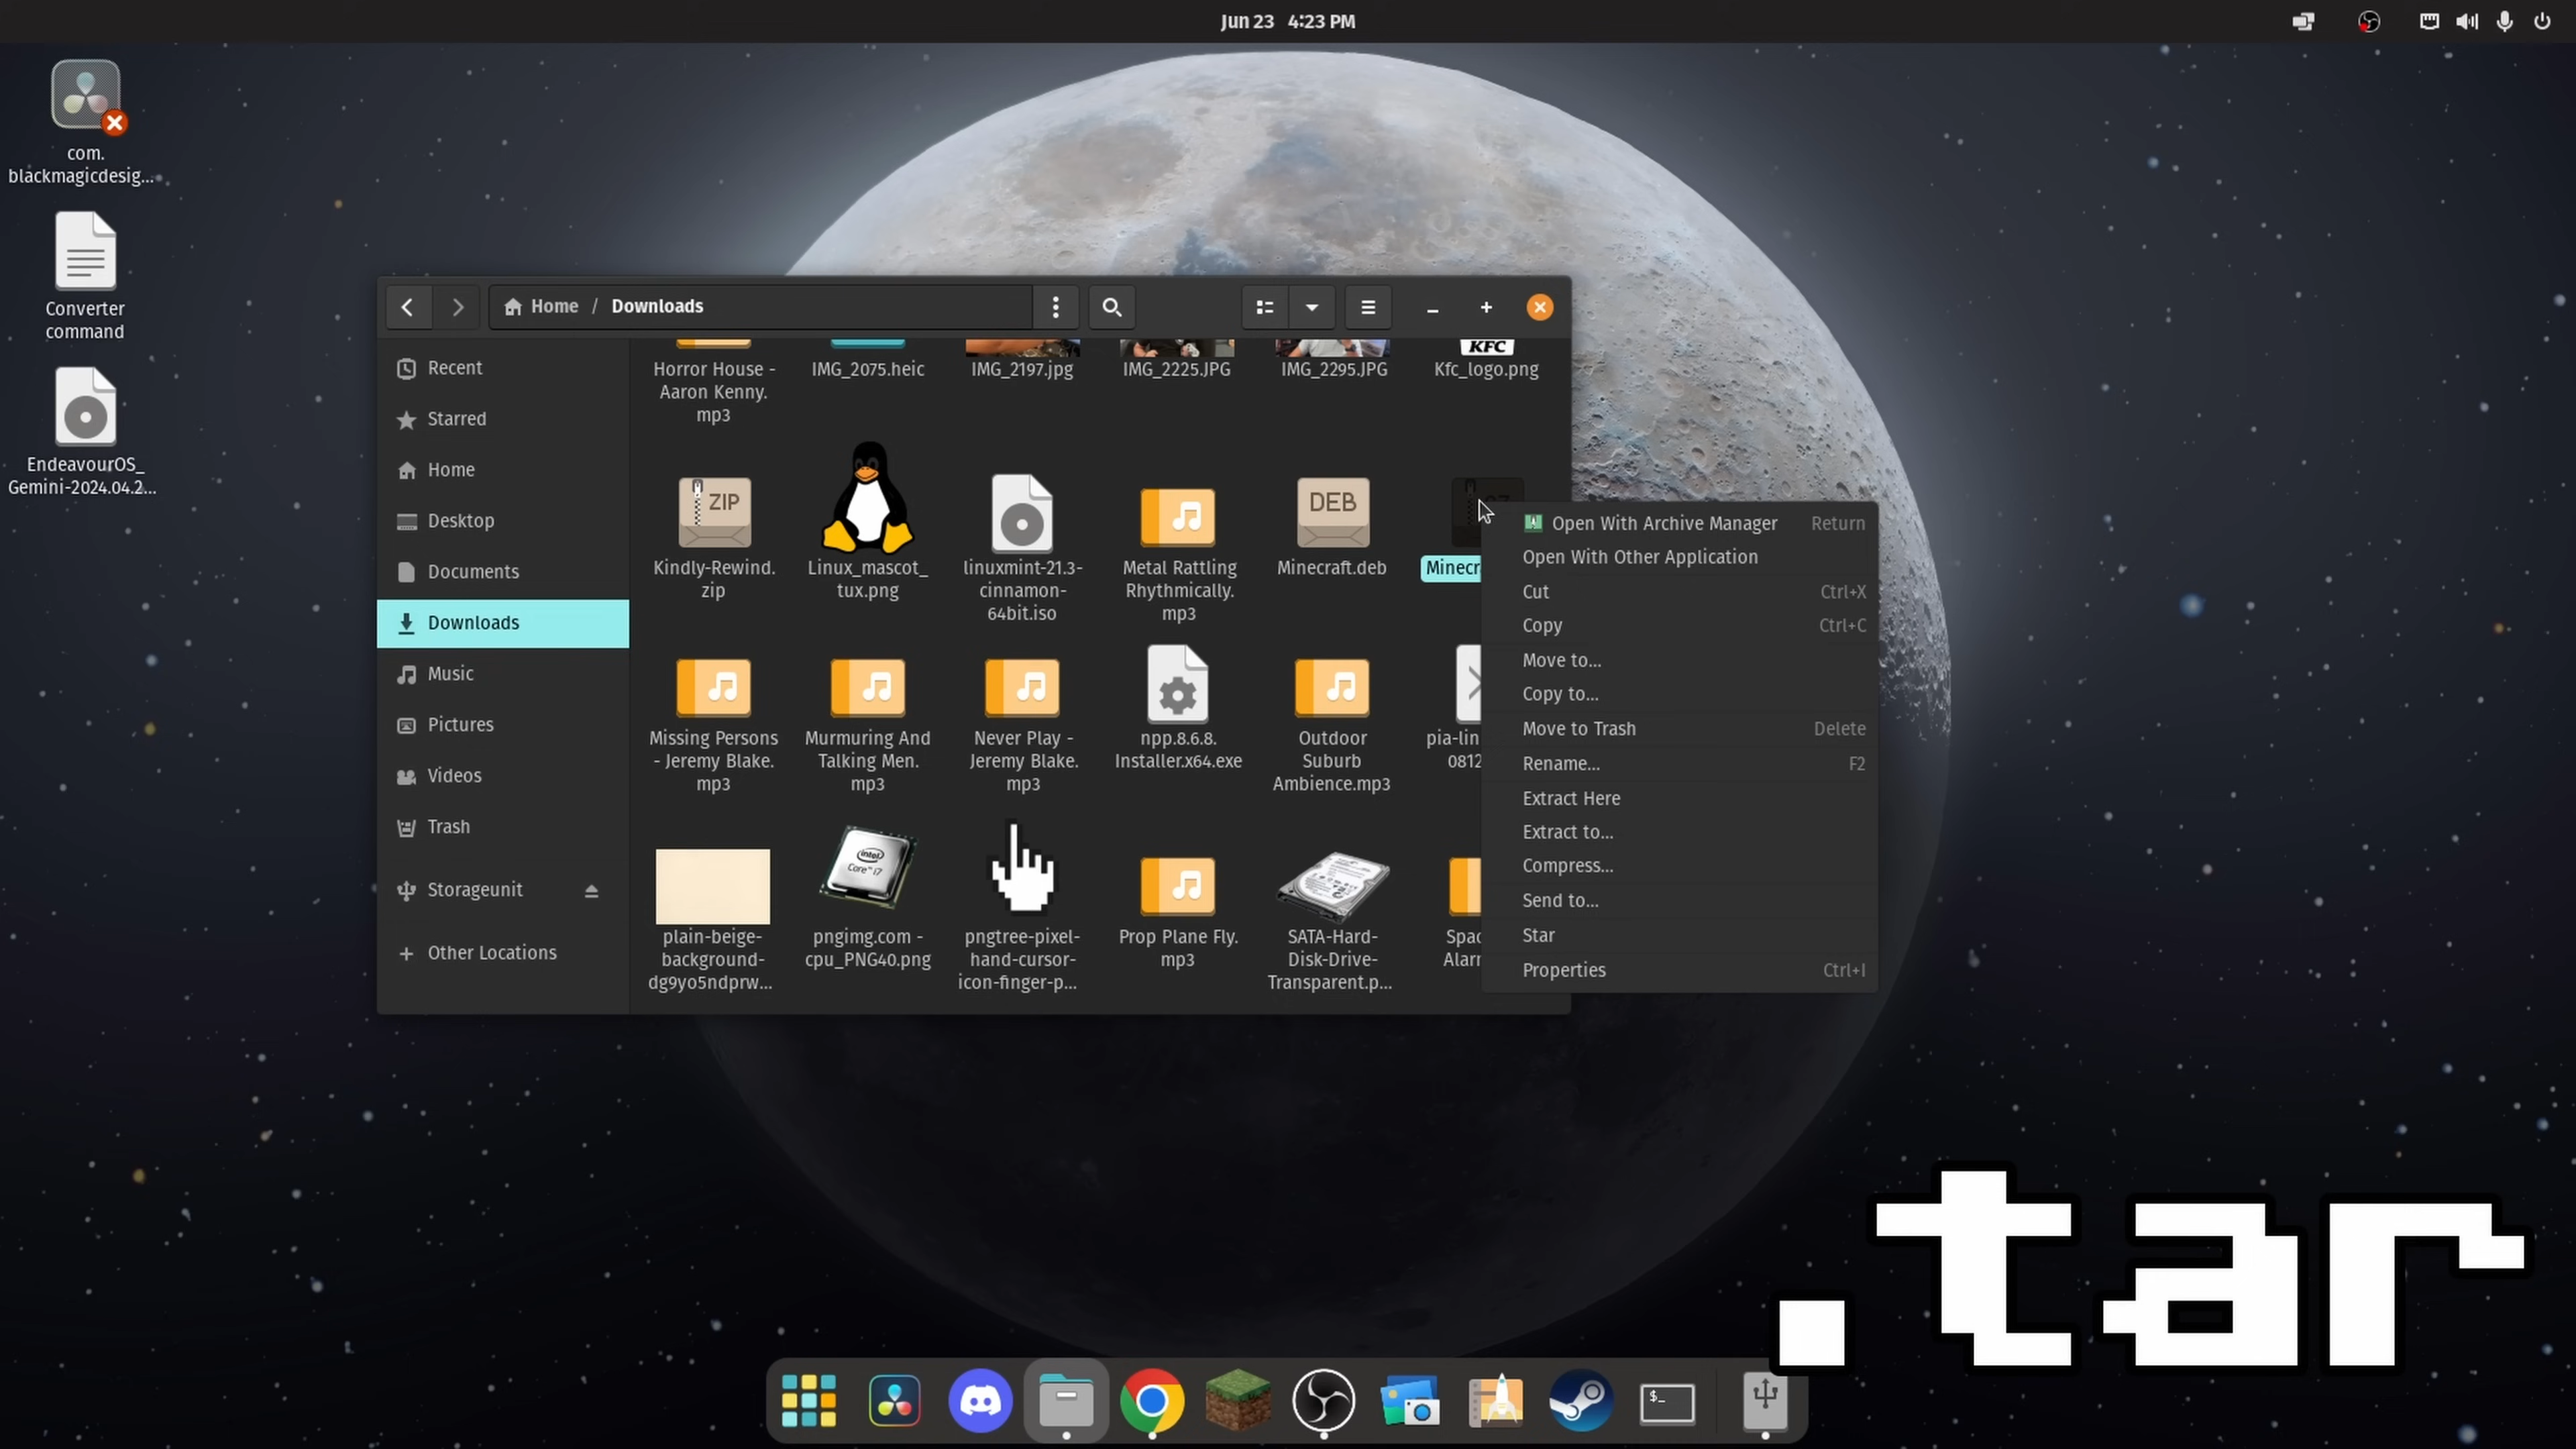 Jun 23 4:23 PM
com.
blackmagicdesig...
Converter
command
EndeavourOS_
Gemini-2024.04.2...
Home / Downloads
Recent
Starred
Home
Desktop
Documents
Downloads
Music
Pictures
Videos
Trash
Storageunit
Other Locations
KFC
Horror House -
Aaron Kenny.
mp3
IMG_2075.heic
IMG_2197.jpg
IMG_2225.JPG
IMG_2295.JPG
Kfc_logo.png
ZIP
DEB
Kindly-Rewind.
zip
Linux_mascot_
tux.png
linuxmint-21.3-
cinnamon-
64bit.iso
Metal Rattling
Rhythmically.
mp3
Minecraft.deb
Minecr
Missing Persons
- Jeremy Blake.
mp3
Murmuring And
Talking Men.
mp3
Never Play -
Jeremy Blake.
mp3
npp.8.6.8.
Installer.x64.exe
Outdoor
Suburb
Ambience.mp3
pia-lin
0812
intel
Core i7
plain-beige-
background-
dg9yo5ndprw...
pngimg.com -
cpu_PNG40.png
pngtree-pixel-
hand-cursor-
icon-finger-p...
Prop Plane Fly.
mp3
SATA-Hard-
Disk-Drive-
Transparent.p...
Spac
Alarr
Open With Archive Manager Return
Open With Other Application
Cut Ctrl+X
Copy Ctrl+C
Move to...
Copy to...
Move to Trash Delete
Rename... F2
Extract Here
Extract to...
Compress...
Send to...
Star
Properties Ctrl+I
.tar
$_